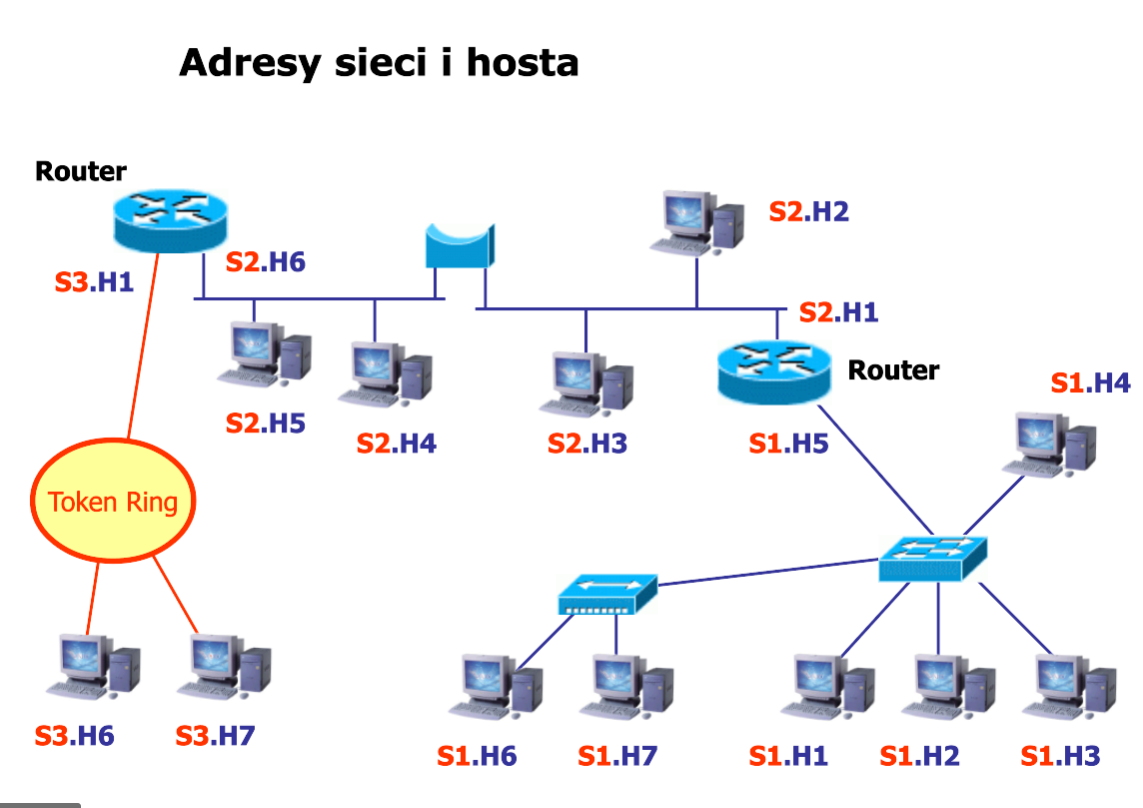 Adresy sieci i hosta
Router
S2.H2
S2.H6
S3.H1
S2.H1
Router
S1.H4
S2.H5
S2.H4
S2.H3
S1.H5
Token Ring
S3.H6
S3.H7
S1.H6
S1.H7
S1.H1
S1.H2
S1.H3